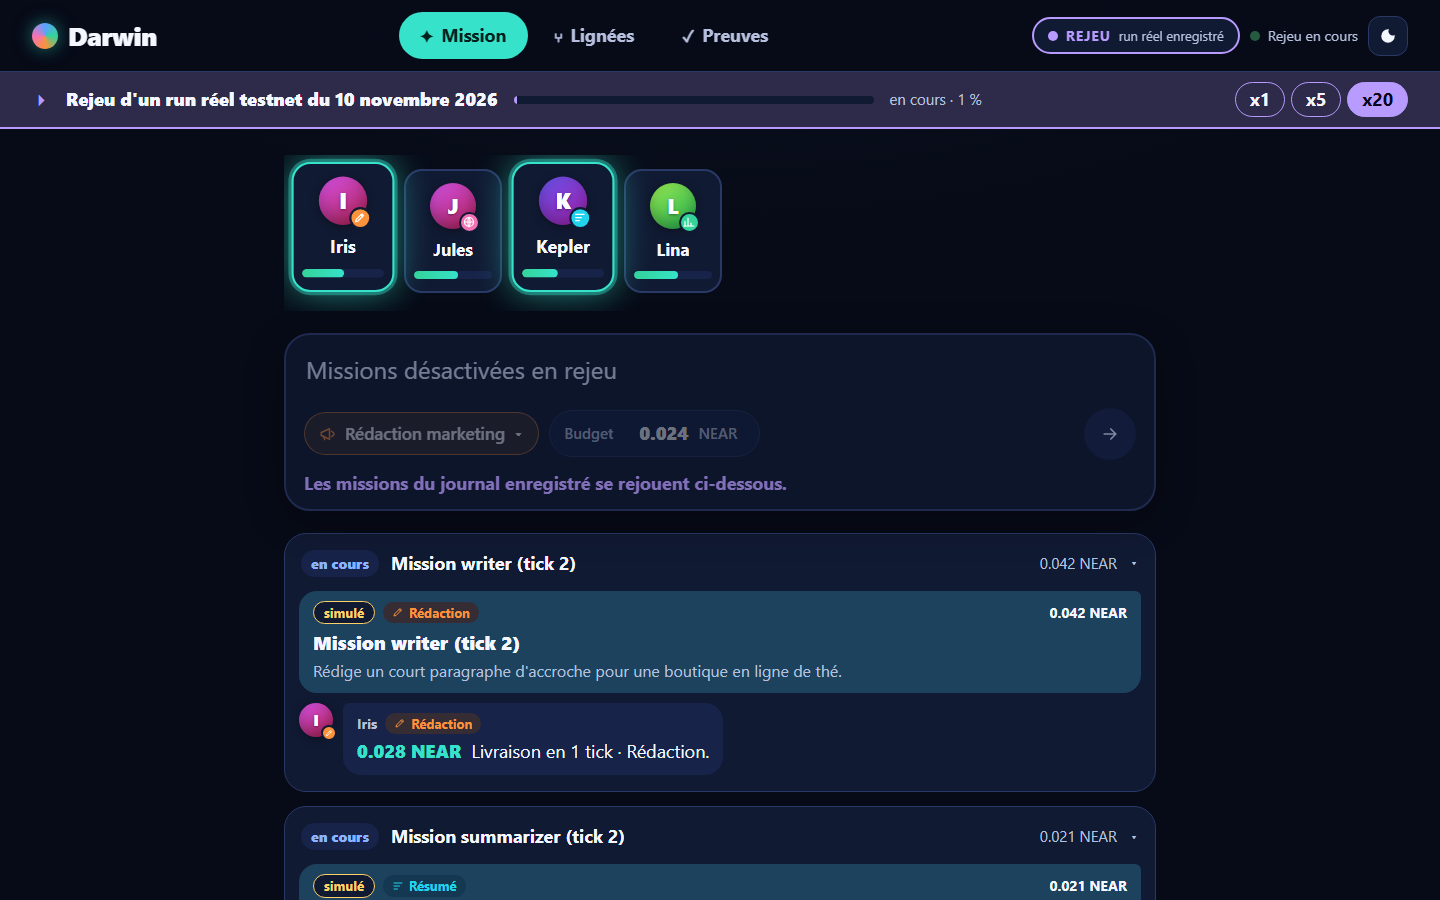 Darwin
Mission
Lignées
Preuves
REJEU run réel enregistré
Rejeu en cours
Rejeu d'un run réel testnet du 10 novembre 2026
en cours · 1 %
x1
x5
x20
I
Iris
J
Jules
K
Kepler
L
Lina
Missions désactivées en rejeu
Rédaction marketing
Budget 0.024 NEAR
Les missions du journal enregistré se rejouent ci-dessous.
en cours Mission writer (tick 2) 0.042 NEAR
simulé Rédaction 0.042 NEAR
Mission writer (tick 2)
Rédige un court paragraphe d'accroche pour une boutique en ligne de thé.
I
Iris Rédaction
0.028 NEAR Livraison en 1 tick · Rédaction.
en cours Mission summarizer (tick 2) 0.021 NEAR
simulé Résumé 0.021 NEAR